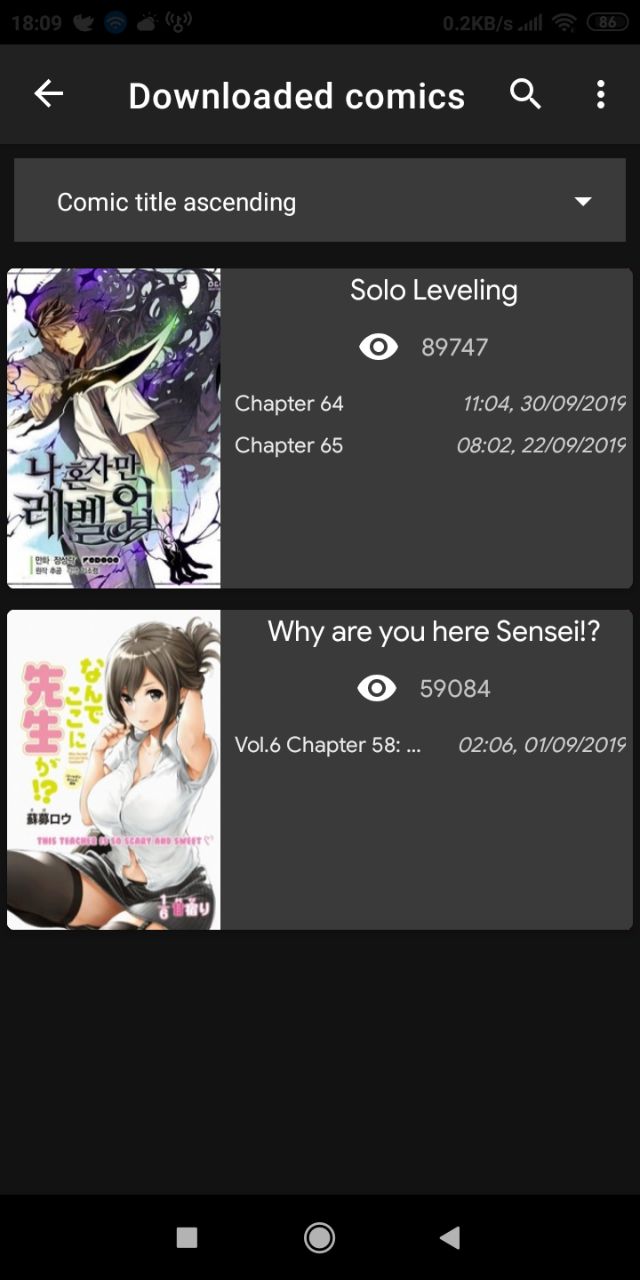 18:09
0.2KB/s
86
Downloaded comics
Comic title ascending
나 혼자만
레벨업
만화 장성락
원작 추공
Solo Leveling
89747
Chapter 64 11:04, 30/09/2019
Chapter 65 08:02, 22/09/2019
なんで
ここに
先生
が!?
蘇募ロウ
THIS TEACHER IS SO SCARY AND SWEET
Why are you here Sensei!?
59084
Vol.6 Chapter 58: ... 02:06, 01/09/2019